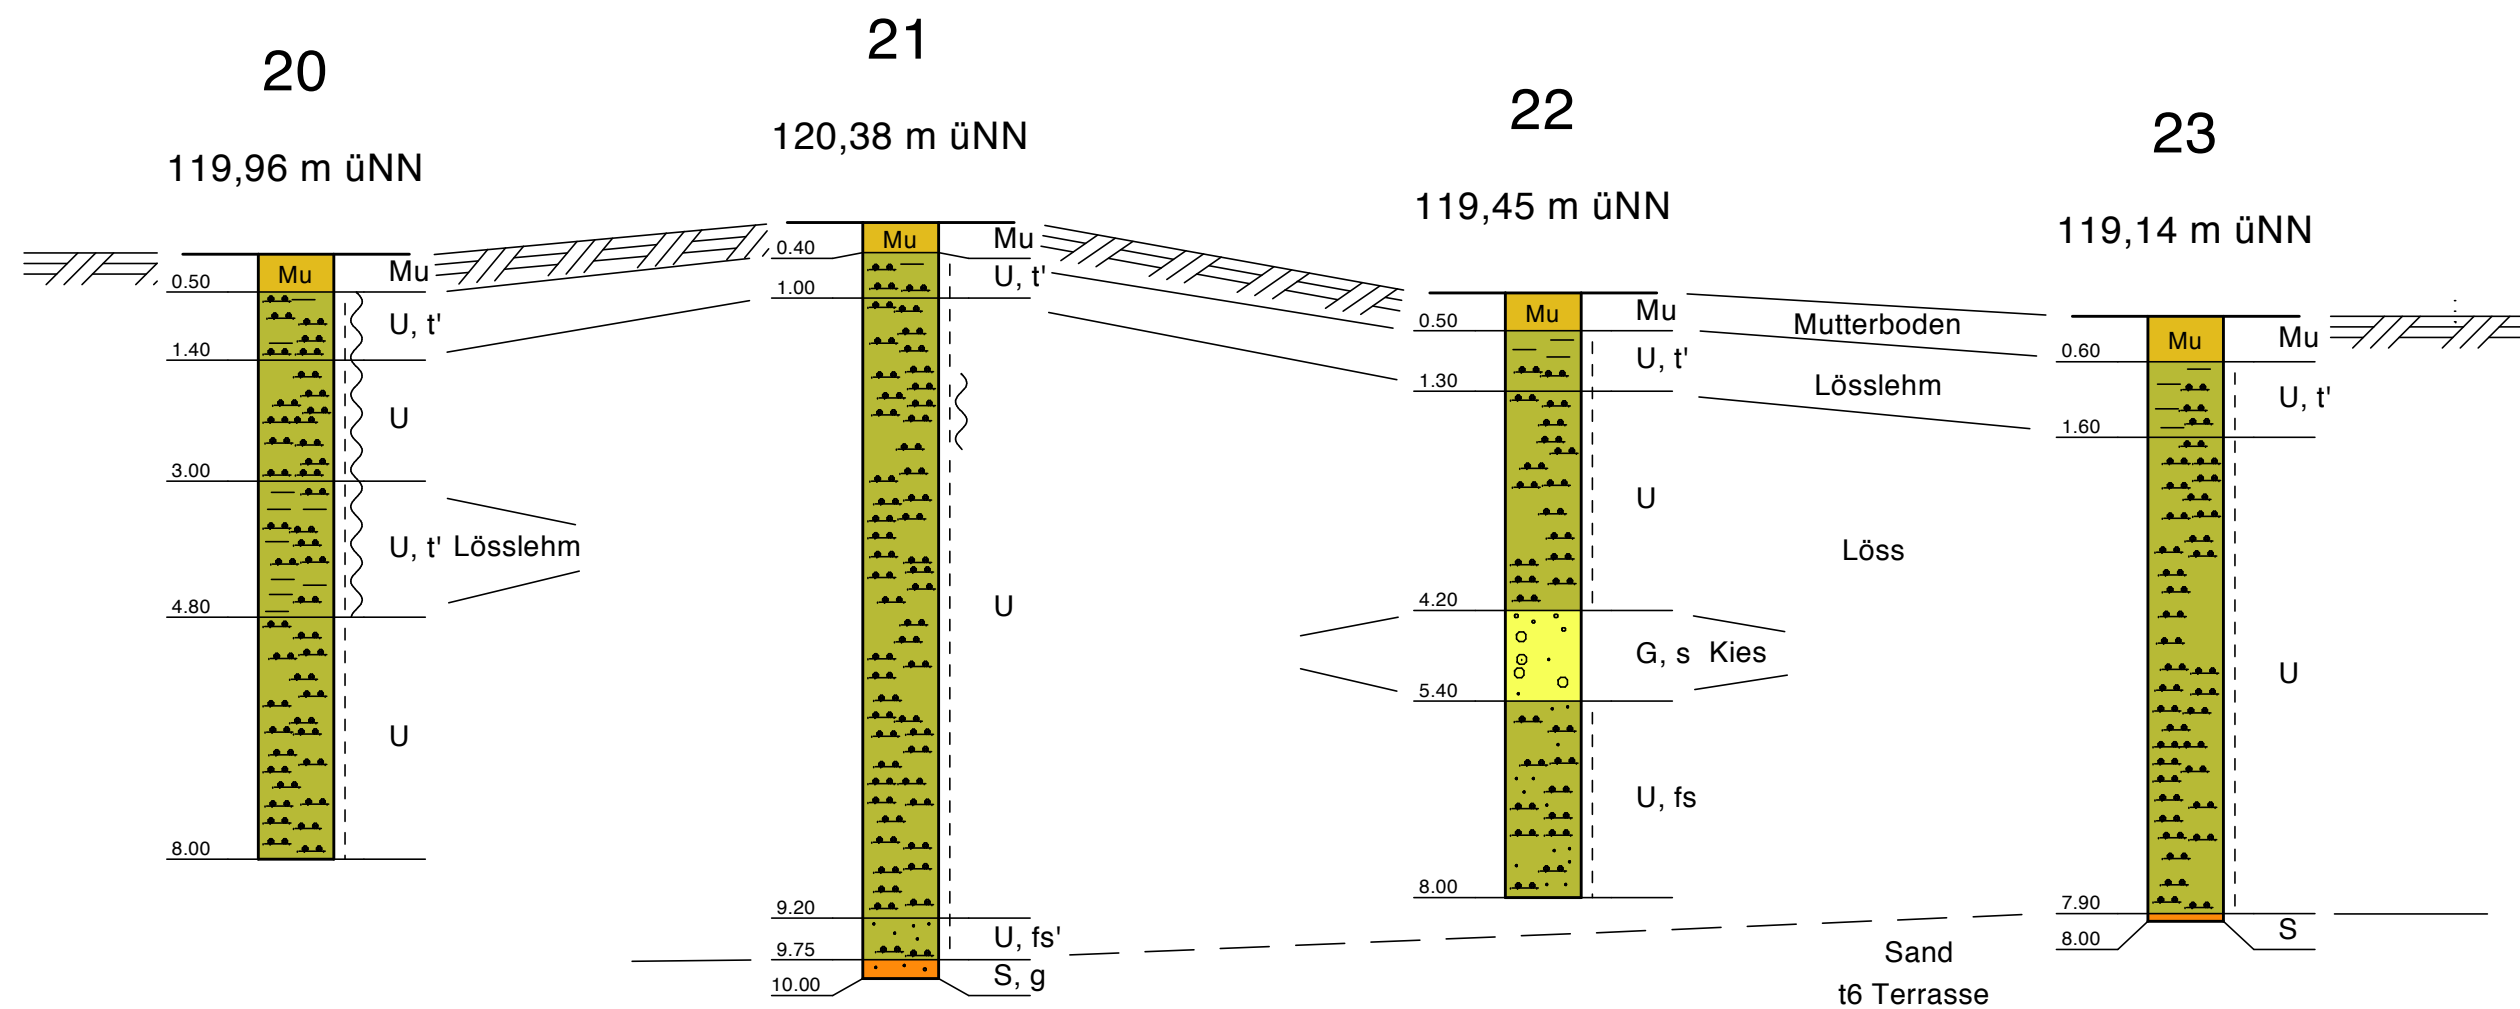 20
119,96 m üNN
Mu
Mu
0.50
U, t'
1.40
U
3.00
U, t' Lösslehm
4.80
U
8.00
21
120,38 m üNN
Mu
Mu
0.40
U, t'
1.00
U
9.20
U, fs'
9.75
S, g
10.00
22
119,45 m üNN
Mu
Mu
0.50
U, t'
1.30
U
4.20
G, s Kies
5.40
U, fs
8.00
Mutterboden
Lösslehm
Löss
Sand
t6 Terrasse
23
119,14 m üNN
Mu
Mu
0.60
U, t'
1.60
U
7.90
S
8.00